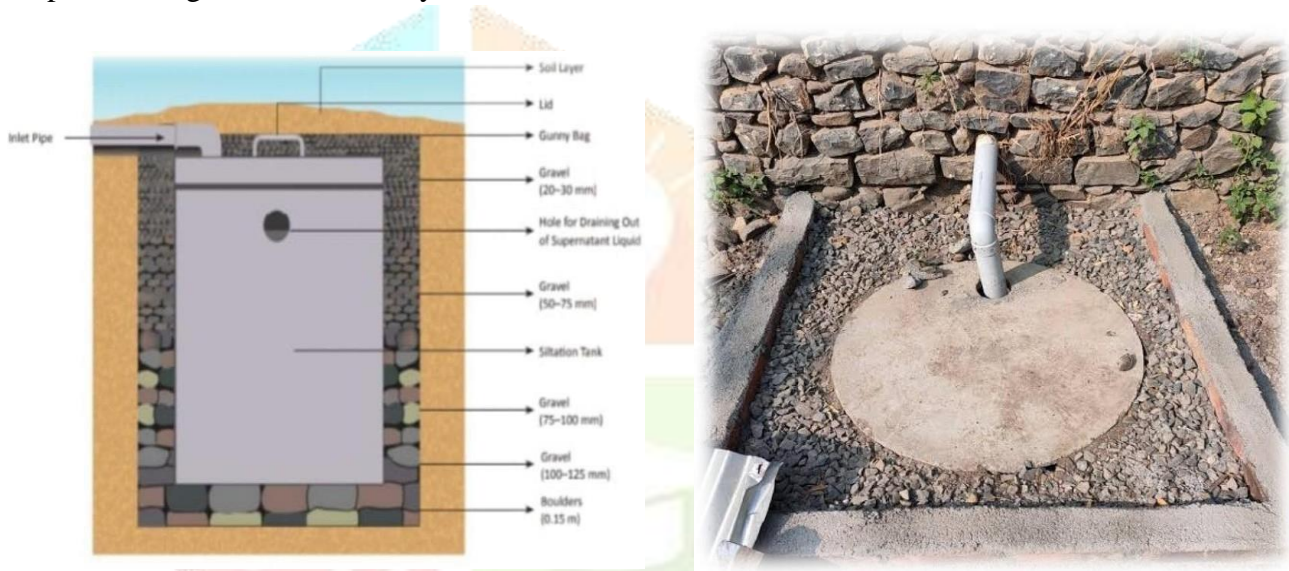 Soil Layer
Lid
Gunny Bag
Inlet Pipe
Gravel
(20-30 mm)
Hole for Draining Out
of Supernatant Liquid
Gravel
(50-75 mm)
Siltation Tank
Gravel
(75-100 mm)
Gravel
(100-125 mm)
Boulders
(0.15 m)